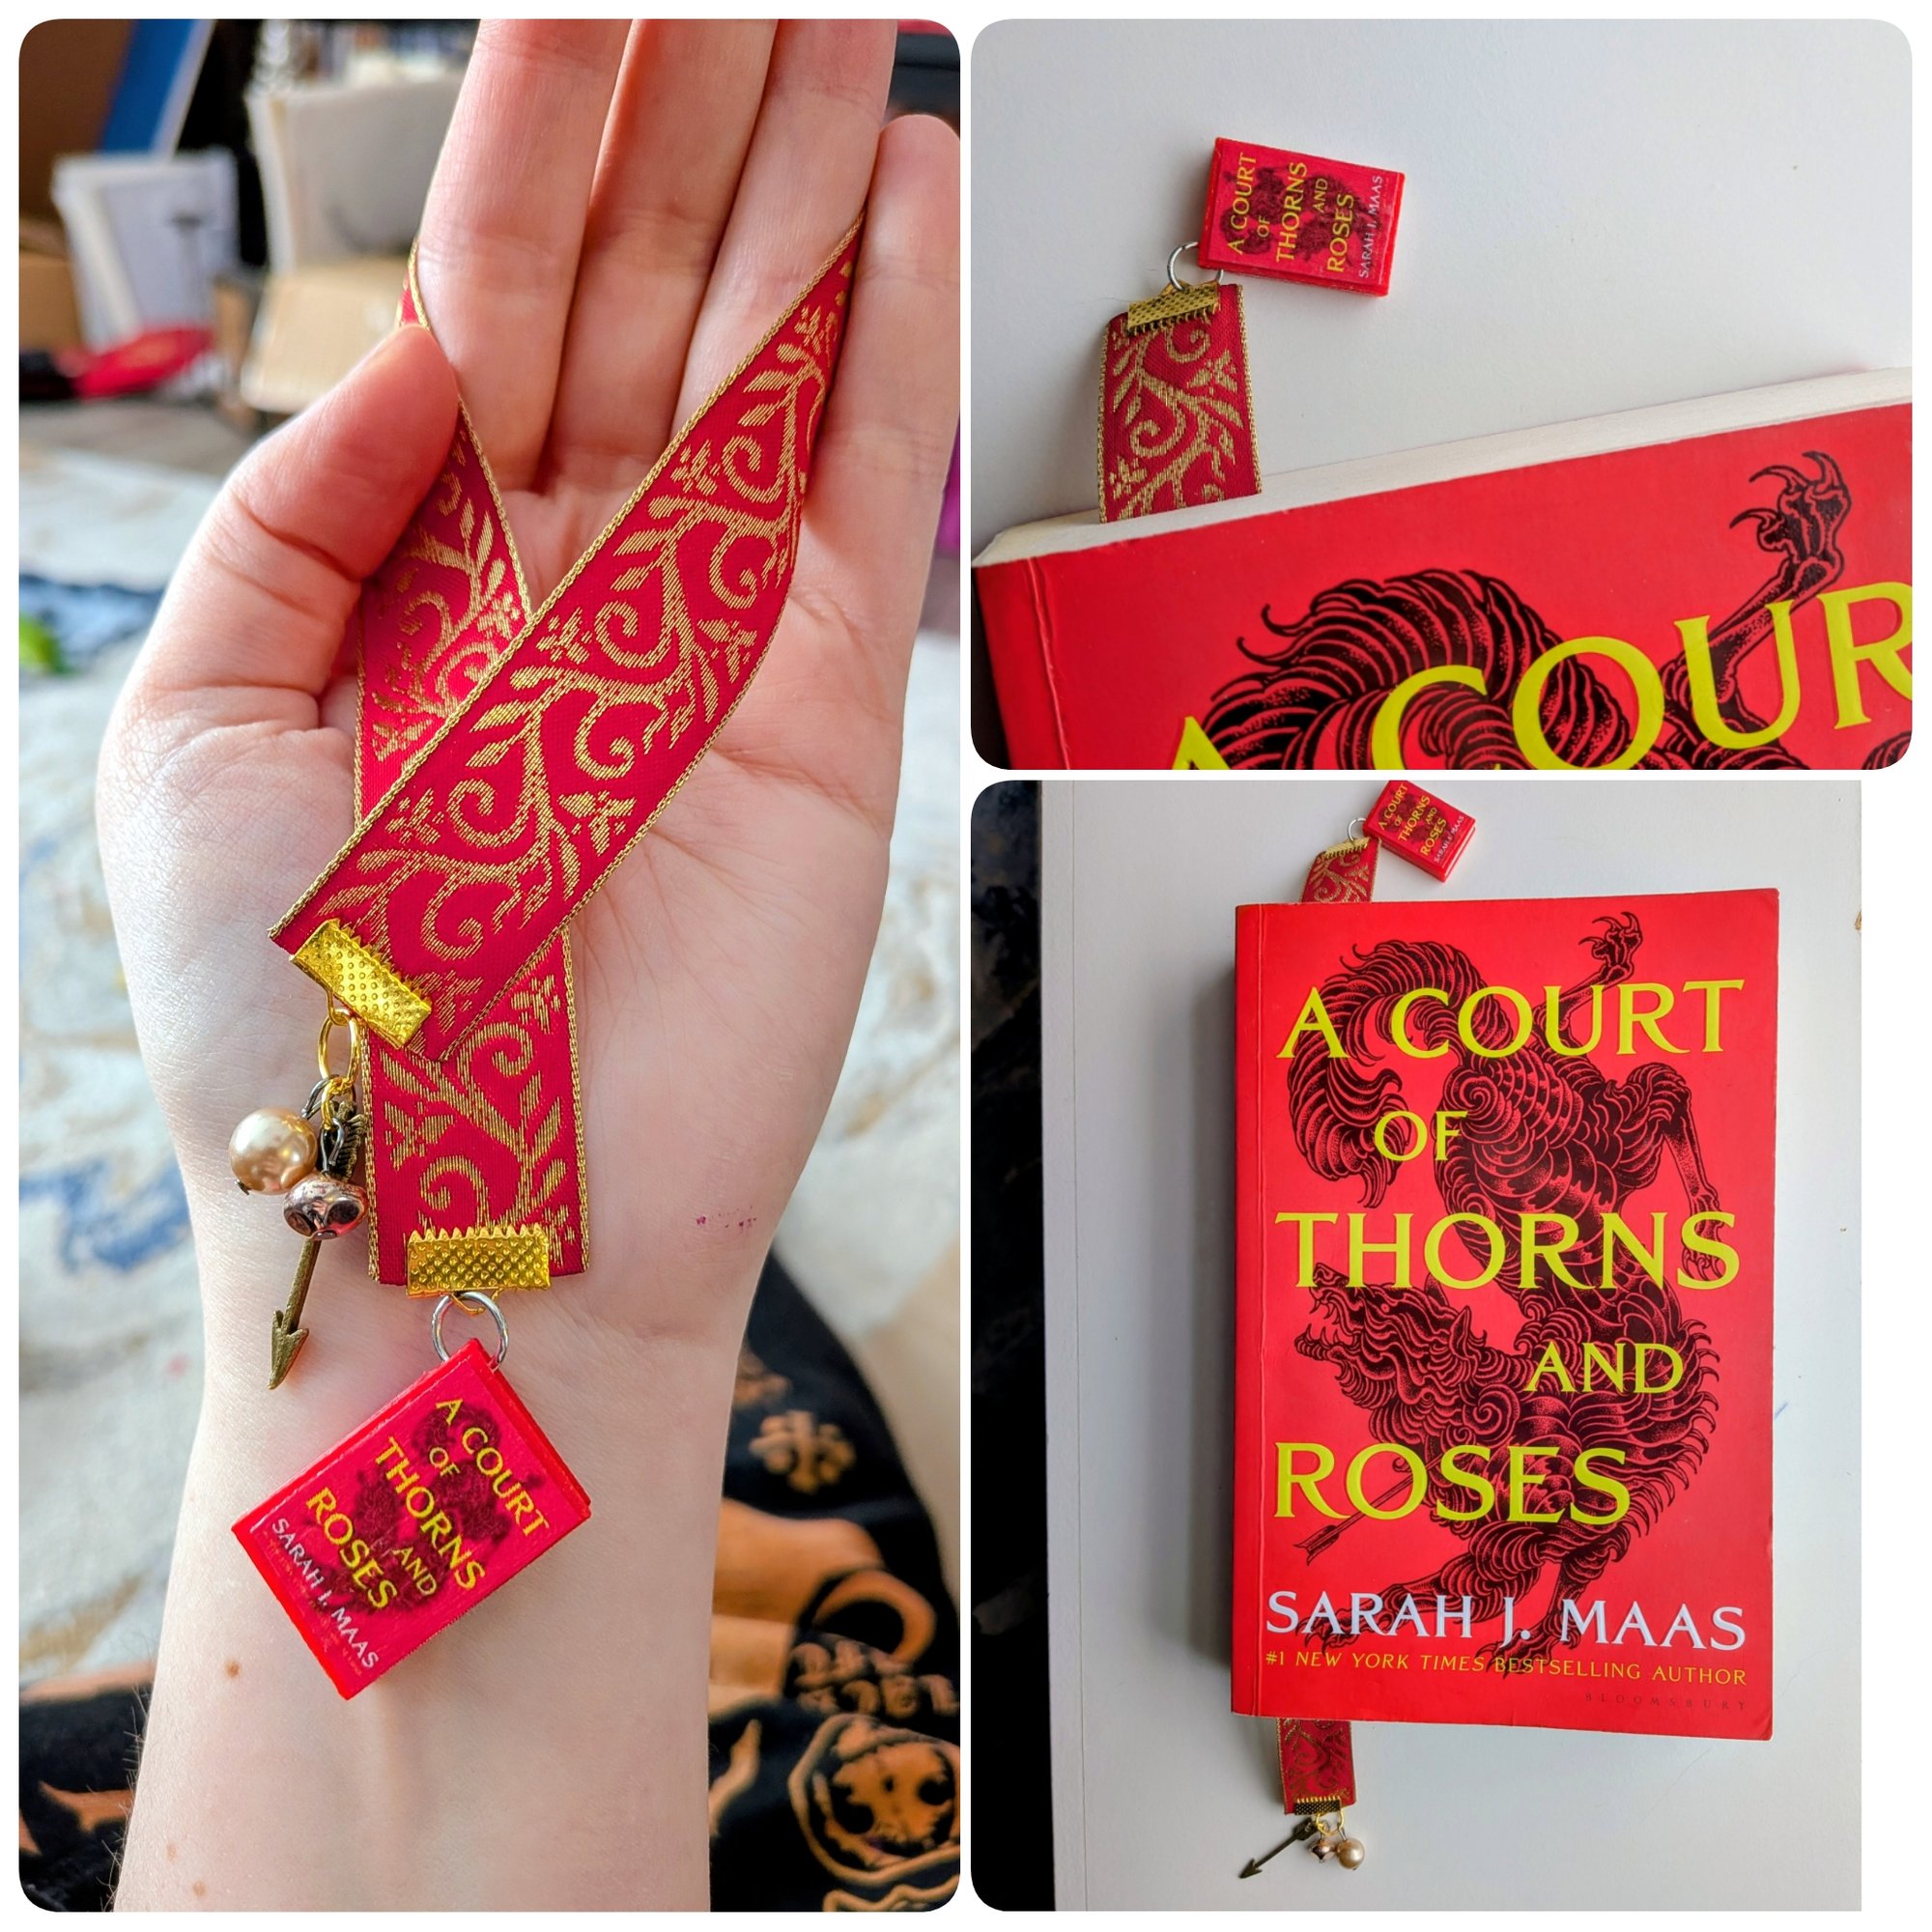 A COURT
OF
THORNS
AND
ROSES
SARAH J. MAAS
A COURT
OF
THORNS
AND
ROSES
SARAH J. MAAS
A COUR
A COURT
OF
THORNS
AND
ROSES
SARAH J. MAAS
A COURT
OF
THORNS
AND
ROSES
SARAH J. MAAS
#1 NEW YORK TIMES BESTSELLING AUTHOR
BLOOMSBURY